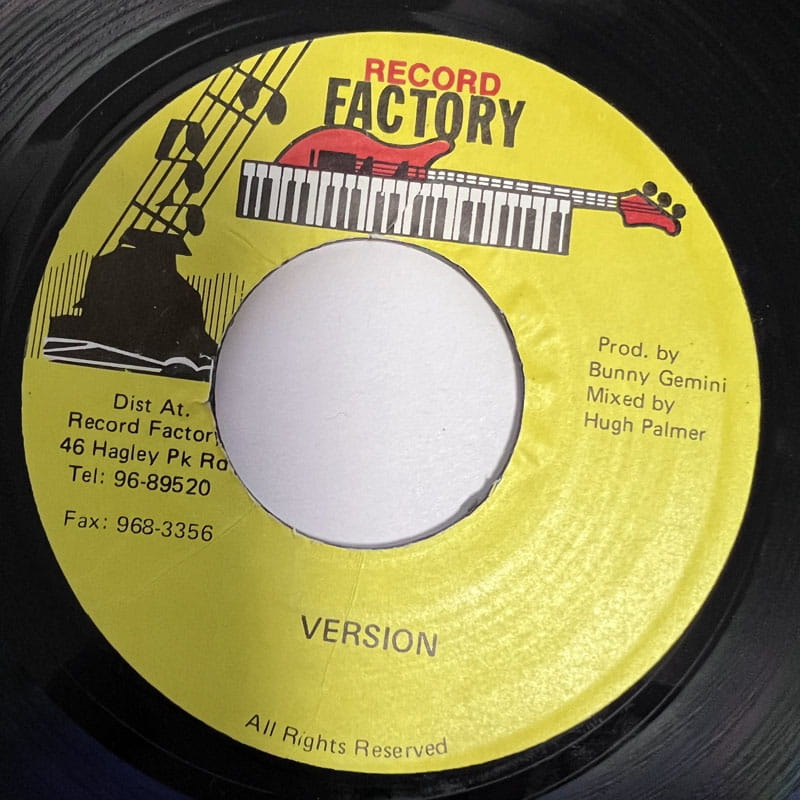 RECORD
FACTORY
Prod. by
Bunny Gemini
Mixed by
Hugh Palmer
Dist At.
Record Factory
46 Hagley Pk Rd
Tel: 96-89520
Fax: 968-3356
VERSION
All Rights Reserved